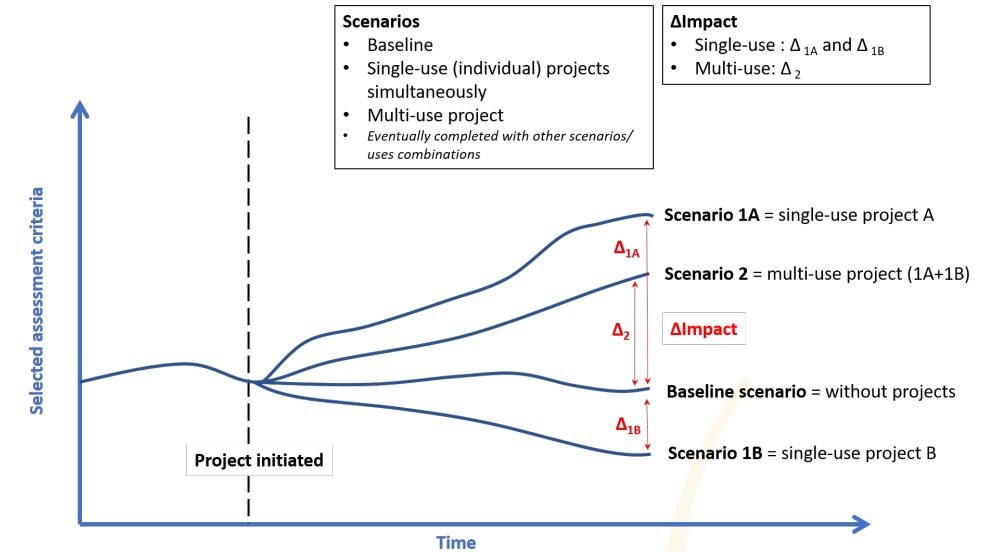 Scenarios
• Baseline
• Single-use (individual) projects
simultaneously
• Multi-use project
• Eventually completed with other scenarios/
uses combinations
ΔImpact
• Single-use : Δ 1A and Δ 1B
• Multi-use: Δ 2
Selected assessment criteria
Scenario 1A = single-use project A
Δ1A
Scenario 2 = multi-use project (1A+1B)
Δ2
ΔImpact
Baseline scenario = without projects
Δ1B
Scenario 1B = single-use project B
Project initiated
Time